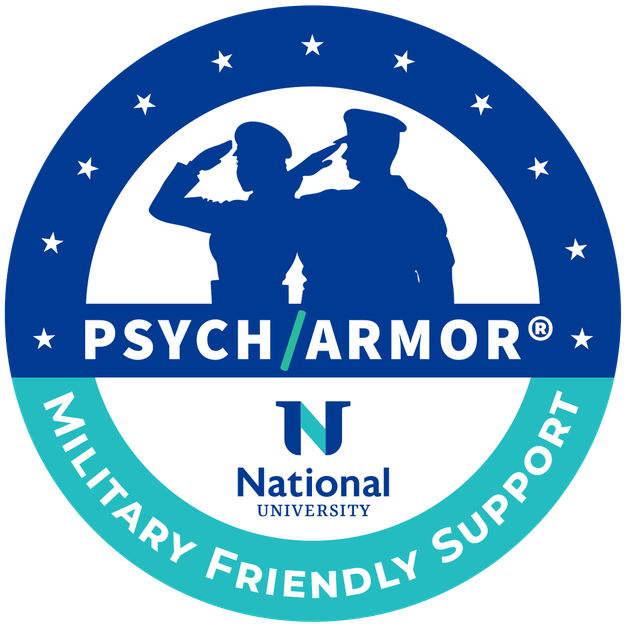 PSYCH/ARMOR®
National
UNIVERSITY
MILITARY FRIENDLY SUPPORT